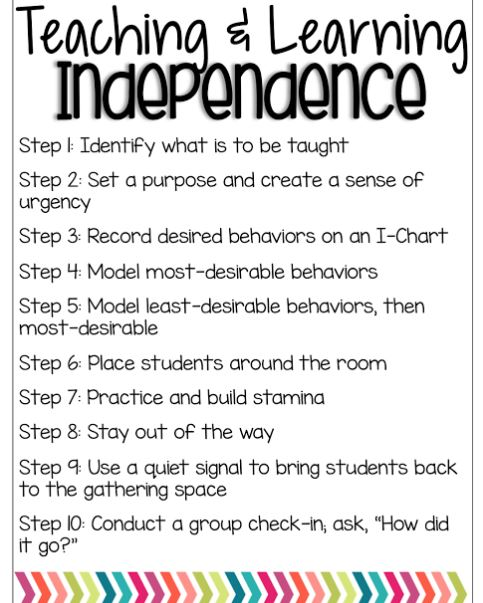 Teaching & Learning
Independence
Step 1: Identify what is to be taught
Step 2: Set a purpose and create a sense of
urgency
Step 3: Record desired behaviors on an I-Chart
Step 4: Model most-desirable behaviors
Step 5: Model least-desirable behaviors, then
most-desirable
Step 6: Place students around the room
Step 7: Practice and build stamina
Step 8: Stay out of the way
Step 9: Use a quiet signal to bring students back
to the gathering space
Step 10: Conduct a group check-in; ask, "How did
it go?"